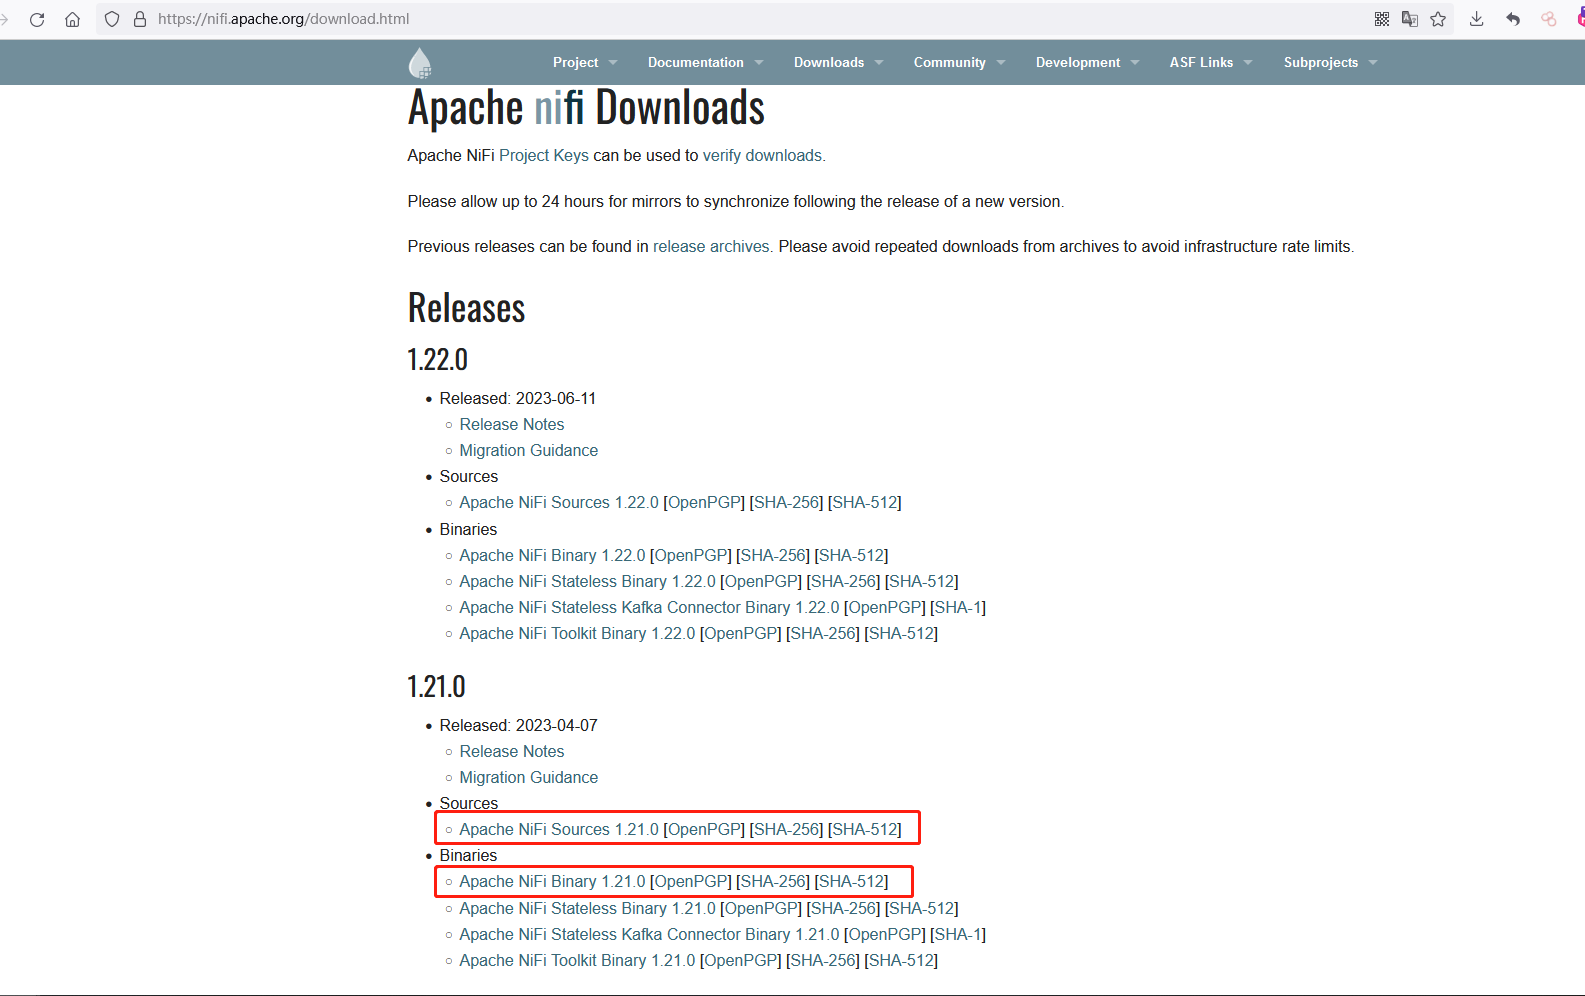 https://nifi.apache.org/download.html
Project Documentation Downloads Community Development ASF Links Subprojects
Apache nifi Downloads
Apache NiFi Project Keys can be used to verify downloads.
Please allow up to 24 hours for mirrors to synchronize following the release of a new version.
Previous releases can be found in release archives. Please avoid repeated downloads from archives to avoid infrastructure rate limits.
Releases
1.22.0
Released: 2023-06-11
Release Notes
Migration Guidance
Sources
Apache NiFi Sources 1.22.0 [OpenPGP] [SHA-256] [SHA-512]
Binaries
Apache NiFi Binary 1.22.0 [OpenPGP] [SHA-256] [SHA-512]
Apache NiFi Stateless Binary 1.22.0 [OpenPGP] [SHA-256] [SHA-512]
Apache NiFi Stateless Kafka Connector Binary 1.22.0 [OpenPGP] [SHA-1]
Apache NiFi Toolkit Binary 1.22.0 [OpenPGP] [SHA-256] [SHA-512]
1.21.0
Released: 2023-04-07
Release Notes
Migration Guidance
Sources
Apache NiFi Sources 1.21.0 [OpenPGP] [SHA-256] [SHA-512]
Binaries
Apache NiFi Binary 1.21.0 [OpenPGP] [SHA-256] [SHA-512]
Apache NiFi Stateless Binary 1.21.0 [OpenPGP] [SHA-256] [SHA-512]
Apache NiFi Stateless Kafka Connector Binary 1.21.0 [OpenPGP] [SHA-1]
Apache NiFi Toolkit Binary 1.21.0 [OpenPGP] [SHA-256] [SHA-512]